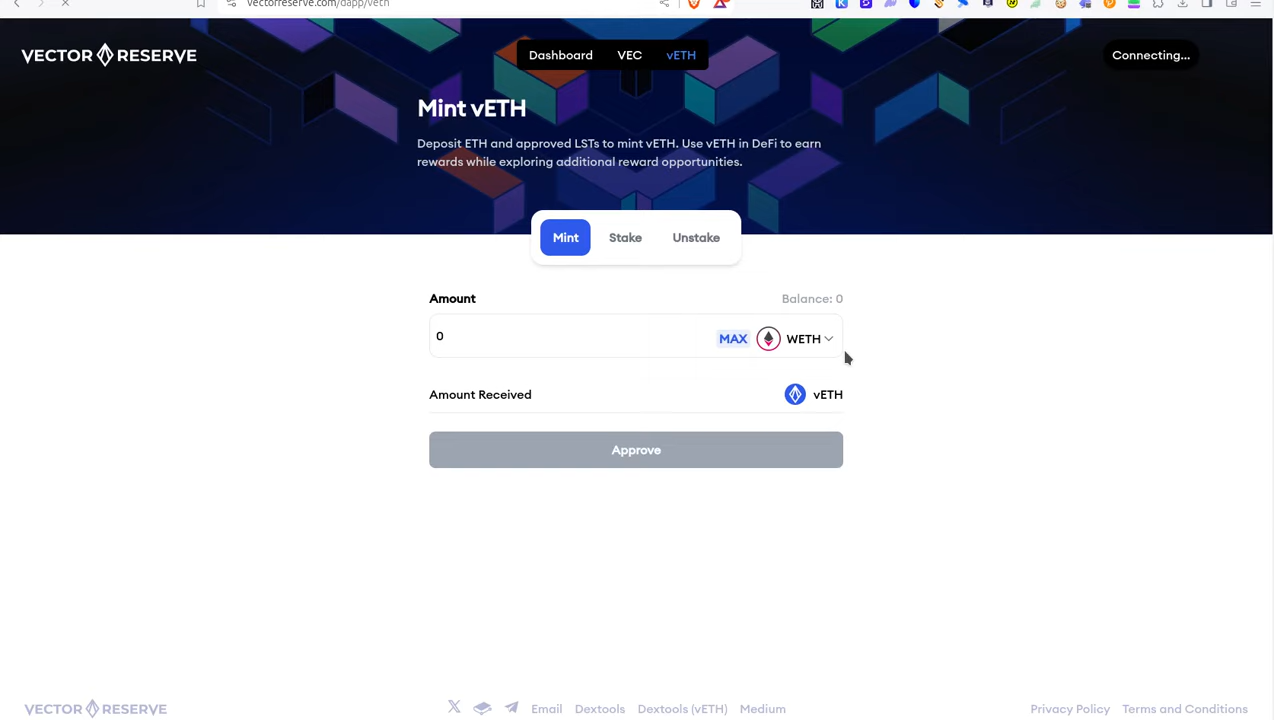 vectorreserve.com/dapp/veth
VECTOR RESERVE
Dashboard VEC vETH
Connecting...
Mint vETH
Deposit ETH and approved LSTs to mint vETH. Use vETH in DeFi to earn
rewards while exploring additional reward opportunities.
Mint Stake Unstake
Amount Balance: 0
0 MAX WETH
Amount Received vETH
Approve
VECTOR RESERVE
Email Dextools Dextools (vETH) Medium
Privacy Policy Terms and Conditions